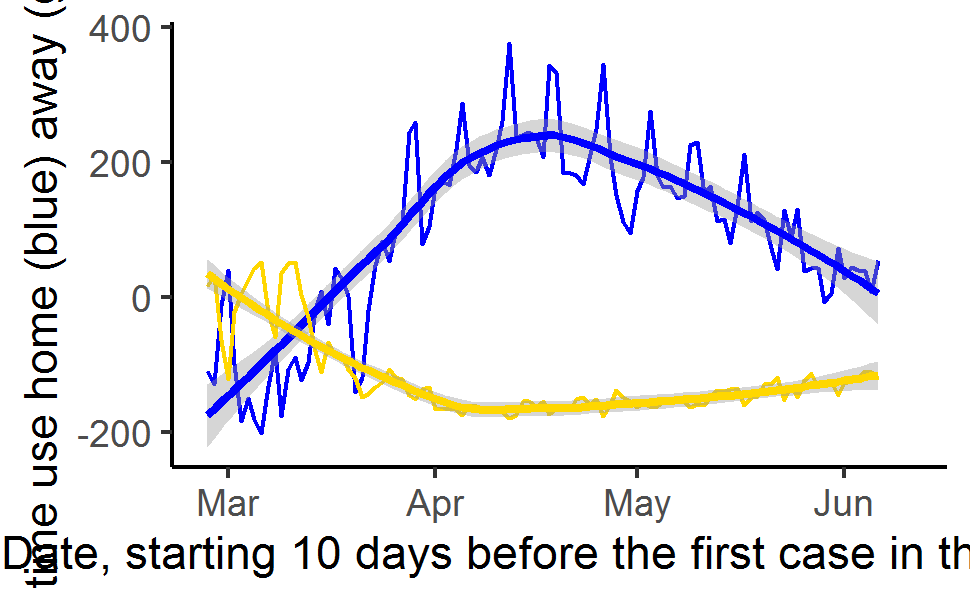 time use home (blue) away (
400
200
0
-200
Mar Apr May Jun
Date, starting 10 days before the first case in th